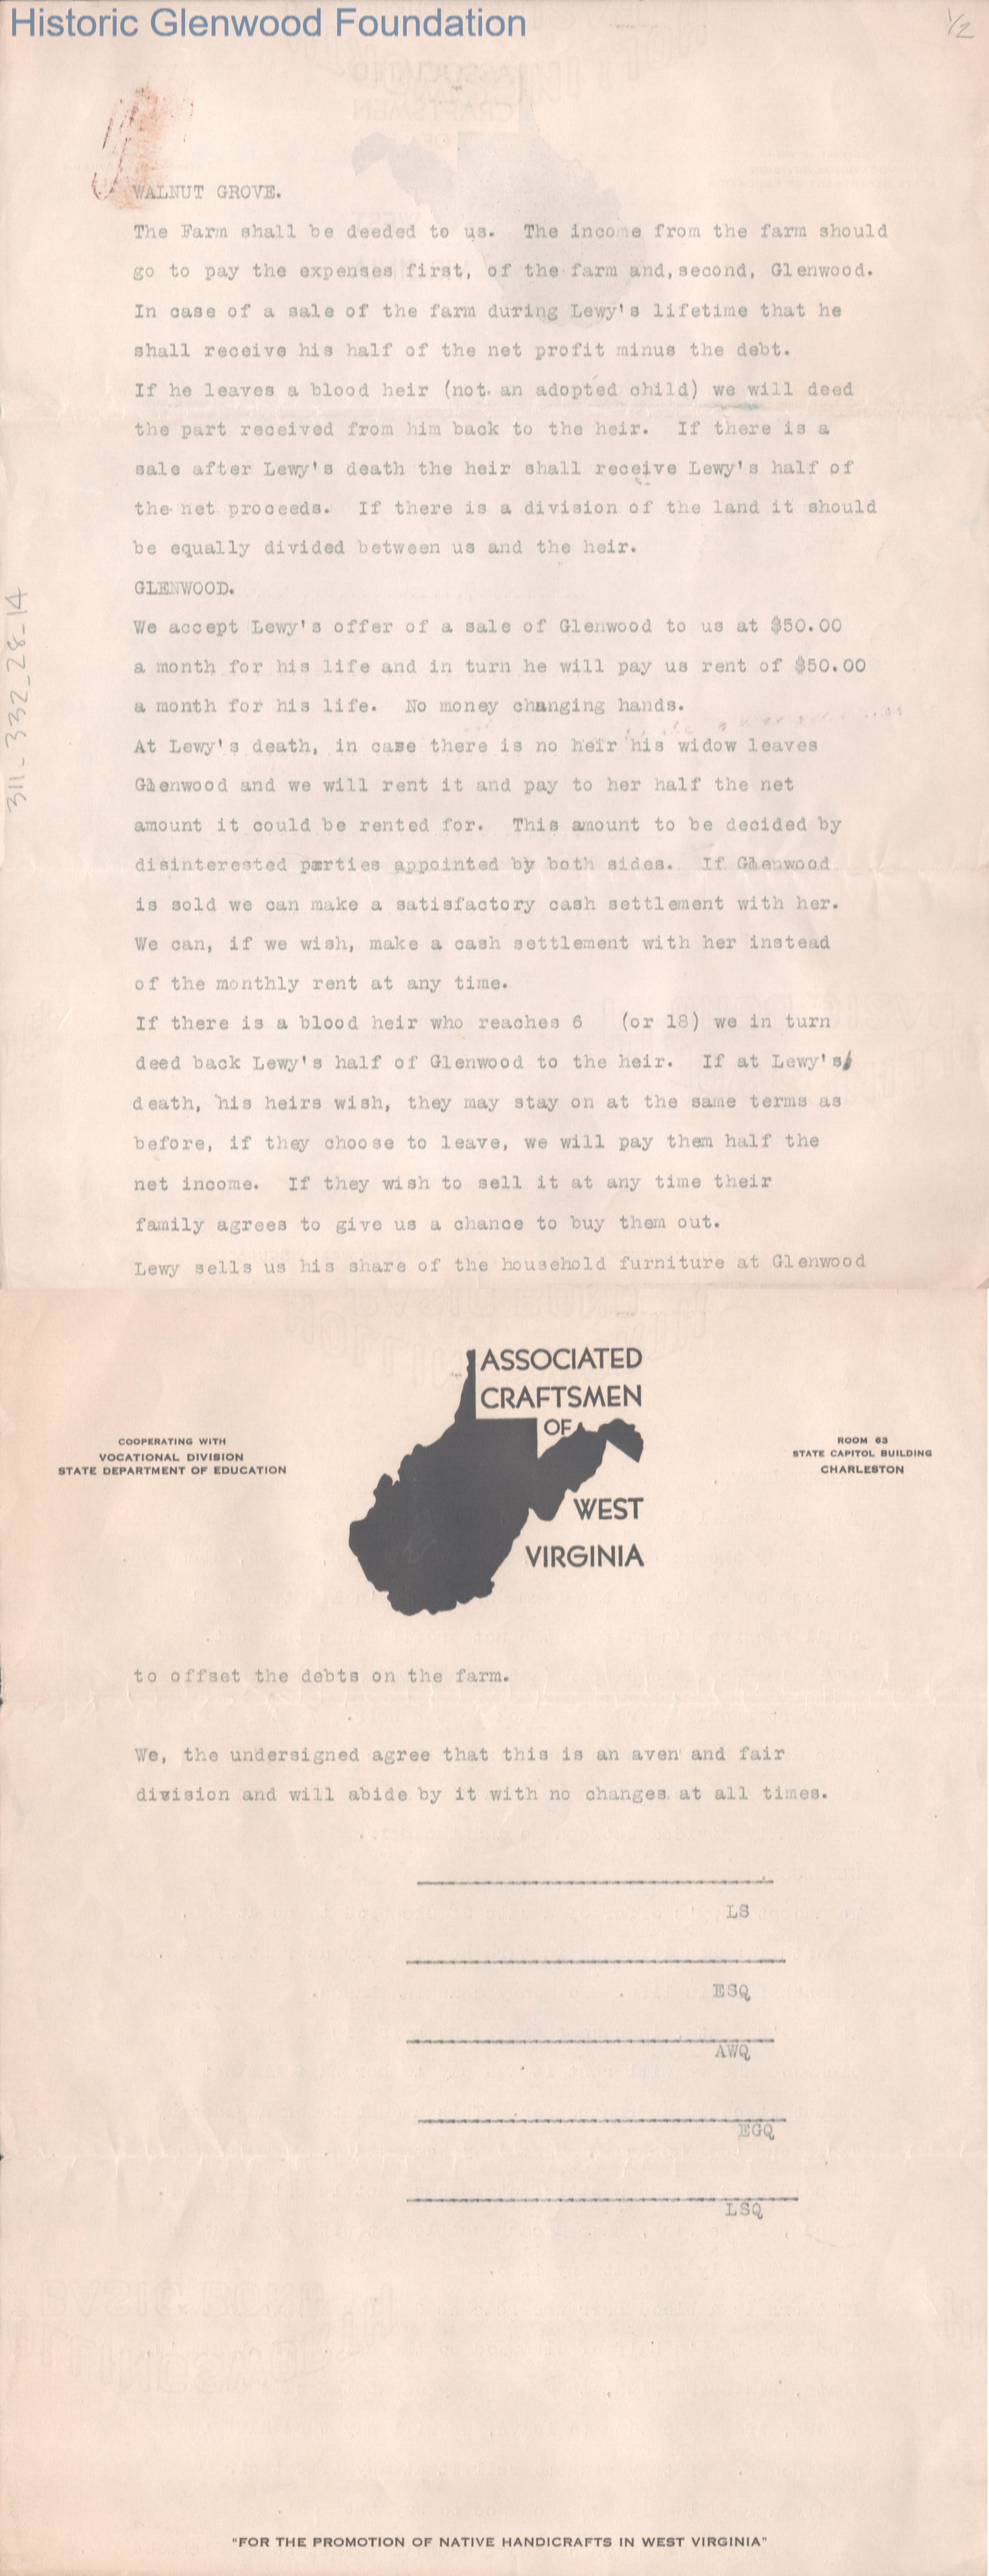 Historic Glenwood Foundation
1/2
WALNUT GROVE.
The Farm shall be deeded to us. The income from the farm should
go to pay the expenses first, of the farm and, second, Glenwood.
In case of a sale of the farm during Lewy's lifetime that he
shall receive his half of the net profit minus the debt.
If he leaves a blood heir (not an adopted child) we will deed
the part received from him back to the heir. If there is a
sale after Lewy's death the heir shall receive Lewy's half of
the net proceeds. If there is a division of the land it should
be equally divided between us and the heir.
GLENWOOD.
We accept Lewy's offer of a sale of Glenwood to us at $50.00
a month for his life and in turn he will pay us rent of $50.00
a month for his life. No money changing hands.
At Lewy's death, in case there is no heir his widow leaves
Glenwood and we will rent it and pay to her half the net
amount it could be rented for. This amount to be decided by
disinterested parties appointed by both sides. If Glenwood
is sold we can make a satisfactory cash settlement with her.
We can, if we wish, make a cash settlement with her instead
of the monthly rent at any time.
If there is a blood heir who reaches 6 (or 18) we in turn
deed back Lewy's half of Glenwood to the heir. If at Lewy's
death, his heirs wish, they may stay on at the same terms as
before, if they choose to leave, we will pay them half the
net income. If they wish to sell it at any time their
family agrees to give us a chance to buy them out.
Lewy sells us his share of the household furniture at Glenwood
311_332_28_14
ASSOCIATED
CRAFTSMEN
OF
WEST
VIRGINIA
COOPERATING WITH
VOCATIONAL DIVISION
STATE DEPARTMENT OF EDUCATION
ROOM 63
STATE CAPITOL BUILDING
CHARLESTON
to offset the debts on the farm.
We, the undersigned agree that this is an aven and fair
division and will abide by it with no changes at all times.
LS
ESQ
AWQ
EGQ
LSQ
"FOR THE PROMOTION OF NATIVE HANDICRAFTS IN WEST VIRGINIA"